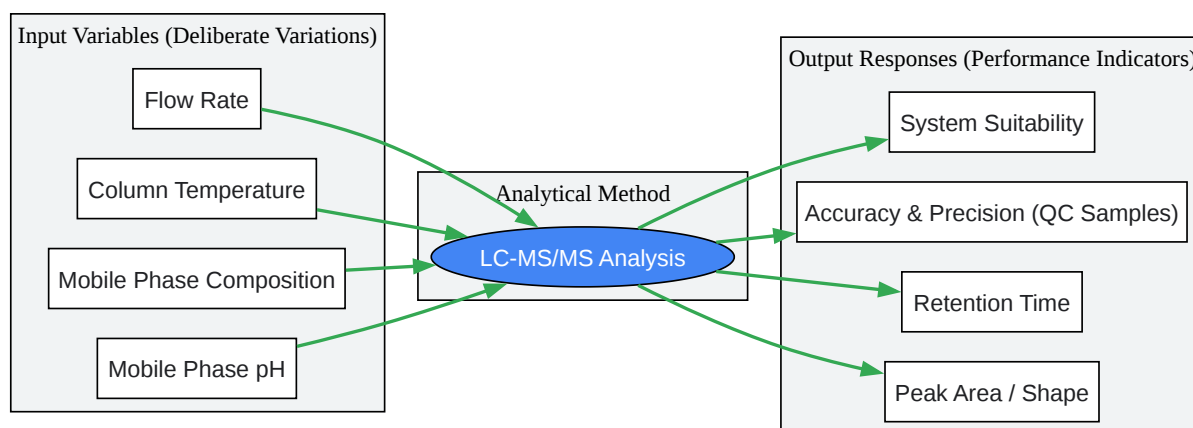 Input Variables (Deliberate Variations)
Flow Rate
Column Temperature
Mobile Phase Composition
Mobile Phase pH
Analytical Method
LC-MS/MS Analysis
Output Responses (Performance Indicators)
System Suitability
Accuracy & Precision (QC Samples)
Retention Time
Peak Area / Shape